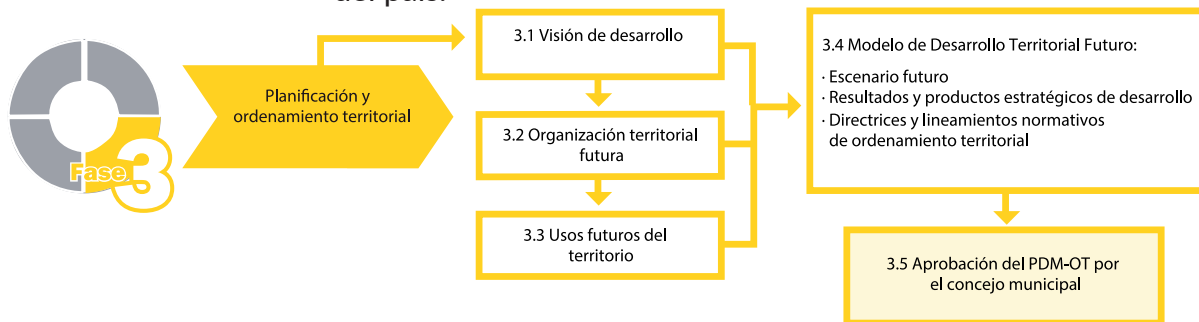 del país.
Fase 3
Planificación y
ordenamiento territorial
3.1 Visión de desarrollo
3.2 Organización territorial
futura
3.3 Usos futuros del
territorio
3.4 Modelo de Desarrollo Territorial Futuro:
· Escenario futuro
· Resultados y productos estratégicos de desarrollo
· Directrices y lineamientos normativos
de ordenamiento territorial
3.5 Aprobación del PDM-OT por
el concejo municipal